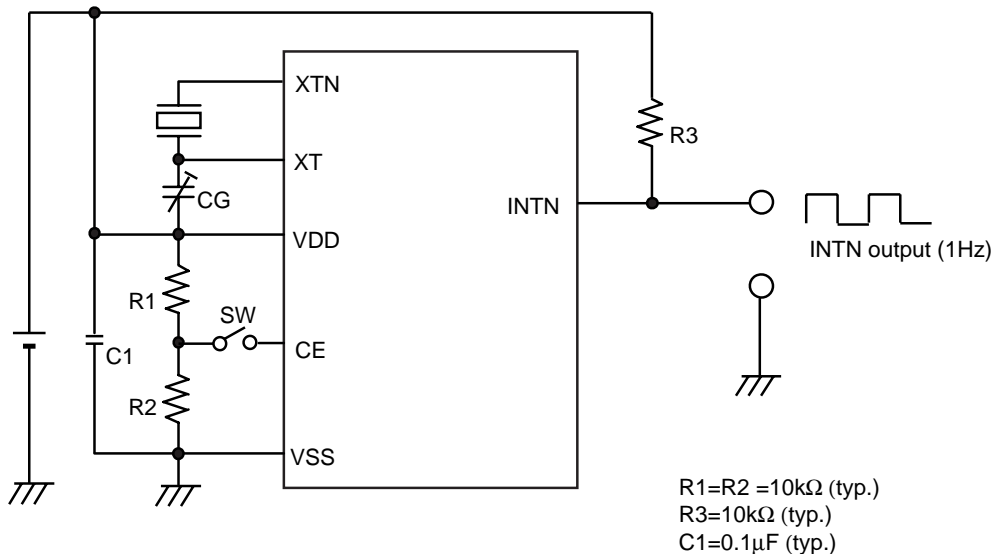 XTN
XT
CG
R3
INTN
VDD
INTN output (1Hz)
R1
SW
C1
CE
R2
VSS
R1=R2 =10kΩ (typ.)
R3=10kΩ (typ.)
C1=0.1μF (typ.)